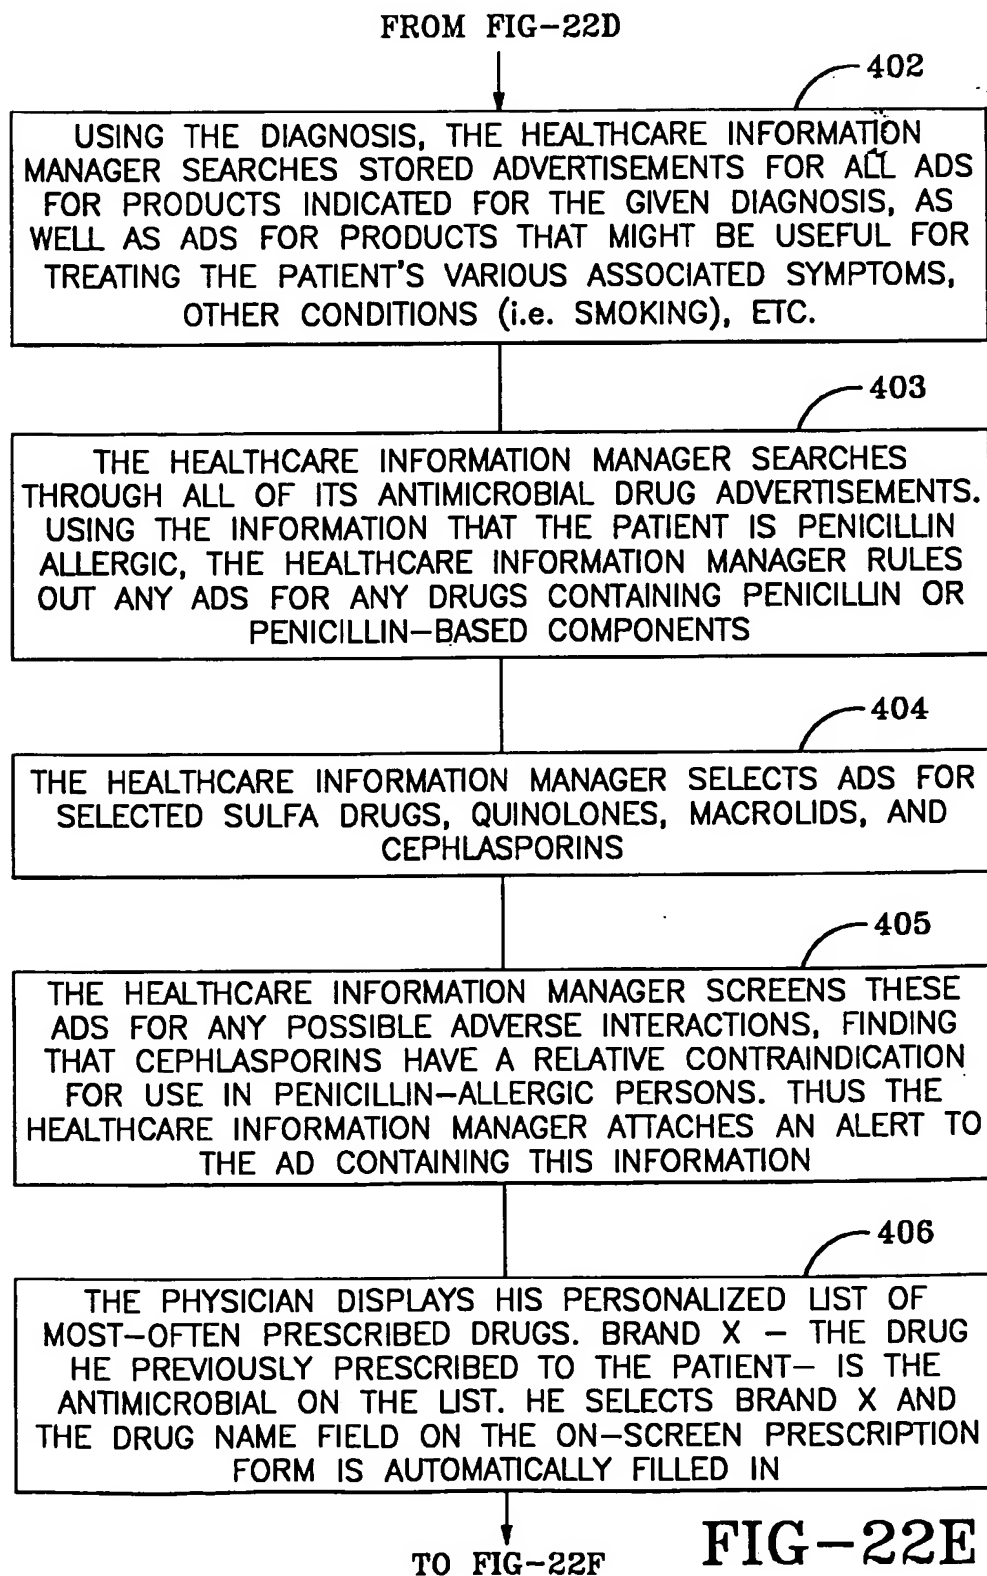 FROM FIG-22D
402
USING THE DIAGNOSIS, THE HEALTHCARE INFORMATION
MANAGER SEARCHES STORED ADVERTISEMENTS FOR ALL ADS
FOR PRODUCTS INDICATED FOR THE GIVEN DIAGNOSIS, AS
WELL AS ADS FOR PRODUCTS THAT MIGHT BE USEFUL FOR
TREATING THE PATIENT'S VARIOUS ASSOCIATED SYMPTOMS,
OTHER CONDITIONS (i.e. SMOKING), ETC.
403
THE HEALTHCARE INFORMATION MANAGER SEARCHES
THROUGH ALL OF ITS ANTIMICROBIAL DRUG ADVERTISEMENTS.
USING THE INFORMATION THAT THE PATIENT IS PENICILLIN
ALLERGIC, THE HEALTHCARE INFORMATION MANAGER RULES
OUT ANY ADS FOR ANY DRUGS CONTAINING PENICILLIN OR
PENICILLIN-BASED COMPONENTS
404
THE HEALTHCARE INFORMATION MANAGER SELECTS ADS FOR
SELECTED SULFA DRUGS, QUINOLONES, MACROLIDS, AND
CEPHLASPORINS
405
THE HEALTHCARE INFORMATION MANAGER SCREENS THESE
ADS FOR ANY POSSIBLE ADVERSE INTERACTIONS, FINDING
THAT CEPHLASPORINS HAVE A RELATIVE CONTRAINDICATION
FOR USE IN PENICILLIN-ALLERGIC PERSONS. THUS THE
HEALTHCARE INFORMATION MANAGER ATTACHES AN ALERT TO
THE AD CONTAINING THIS INFORMATION
406
THE PHYSICIAN DISPLAYS HIS PERSONALIZED LIST OF
MOST-OFTEN PRESCRIBED DRUGS. BRAND X - THE DRUG
HE PREVIOUSLY PRESCRIBED TO THE PATIENT- IS THE
ANTIMICROBIAL ON THE LIST. HE SELECTS BRAND X AND
THE DRUG NAME FIELD ON THE ON-SCREEN PRESCRIPTION
FORM IS AUTOMATICALLY FILLED IN
TO FIG-22F
FIG-22E